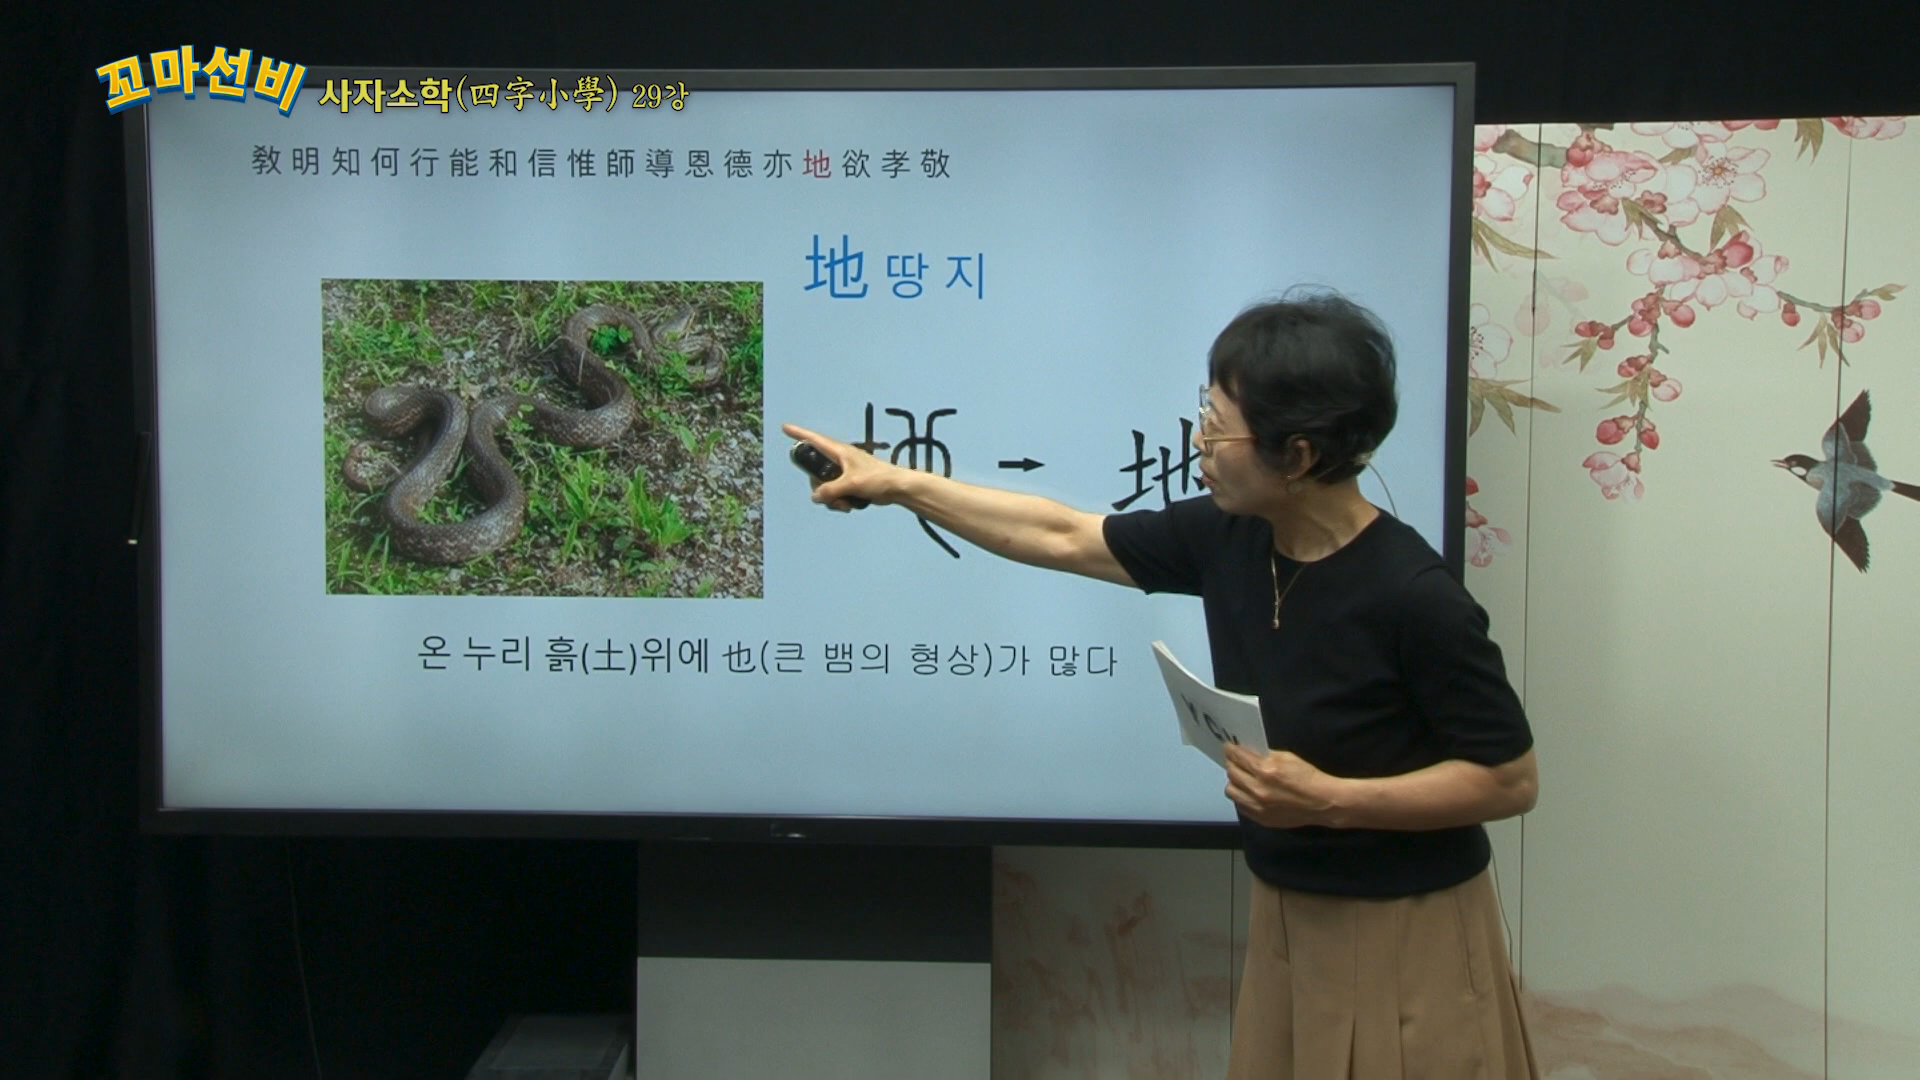 꼬마선비 사자소학(四字小學) 29강
敎明知何行能和信惟師導恩德亦地欲孝敬
地 땅 지
→ 地
온 누리 흙(土)위에 也(큰 뱀의 형상)가 많다